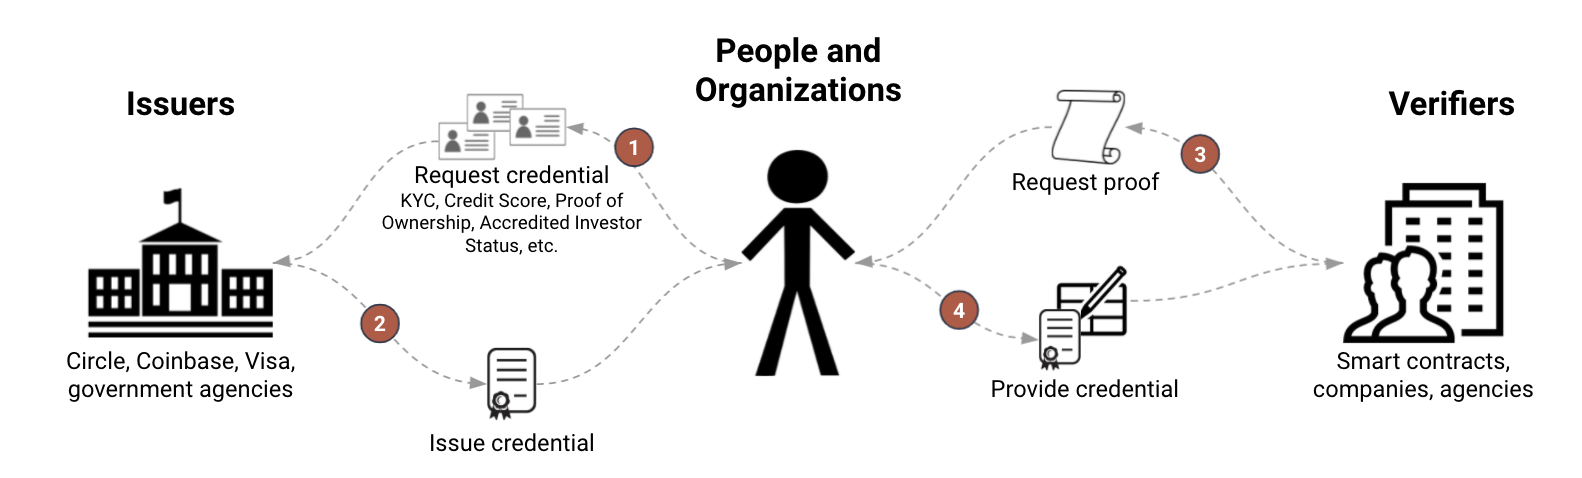 People and
Organizations
Issuers
Verifiers
1
Request credential
KYC, Credit Score, Proof of
Ownership, Accredited Investor
Status, etc.
3
Request proof
2
Issue credential
4
Provide credential
Circle, Coinbase, Visa,
government agencies
Smart contracts,
companies, agencies